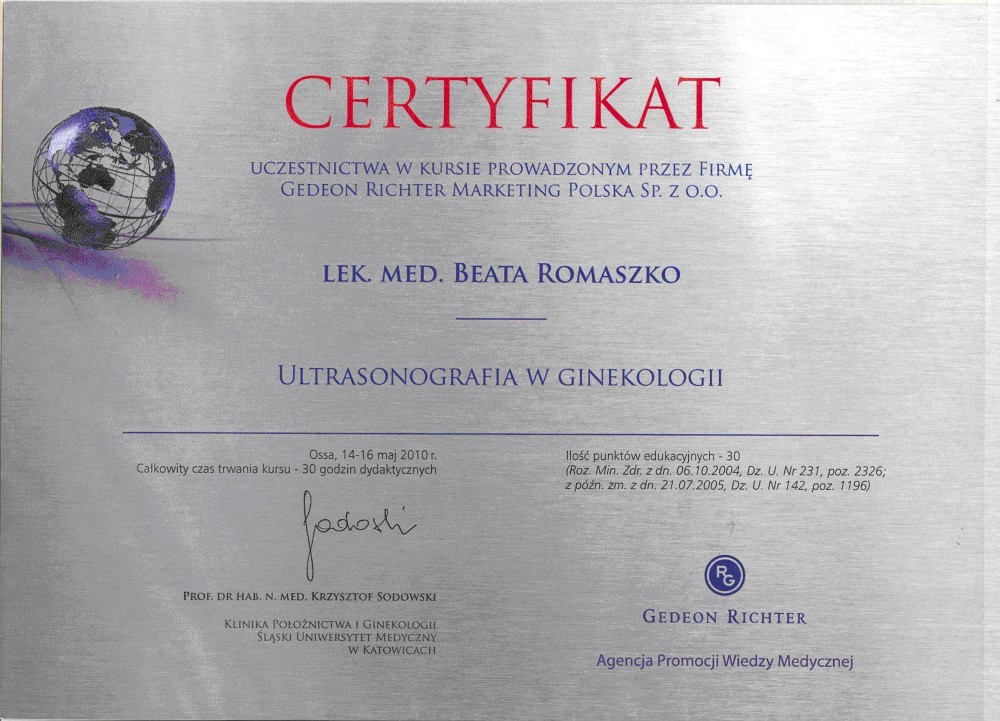 CERTYFIKAT
UCZESTNICTWA W KURSIE PROWADZONYM PRZEZ FIRMĘ
GEDEON RICHTER MARKETING POLSKA SP. Z O.O.
LEK. MED. BEATA ROMASZKO
ULTRASONOGRAFIA W GINEKOLOGII
Ossa, 14-16 maj 2010 r.
Całkowity czas trwania kursu - 30 godzin dydaktycznych
Sodowski
PROF. DR HAB. N. MED. KRZYSZTOF SODOWSKI
KLINIKA POŁOŻNICTWA I GINEKOLOGII
ŚLĄSKI UNIWERSYTET MEDYCZNY
W KATOWICACH
Ilość punktów edukacyjnych - 30
(Roz. Min. Zdr. z dn. 06.10.2004, Dz. U. Nr 231, poz. 2326;
z późn. zm. z dn. 21.07.2005, Dz. U. Nr 142, poz. 1196)
RG
GEDEON RICHTER
Agencja Promocji Wiedzy Medycznej